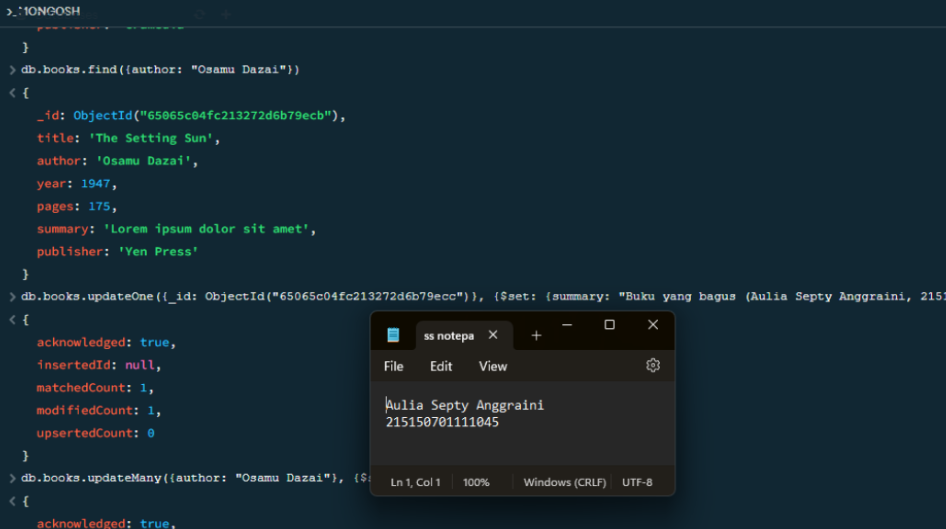 >_MONGOSH
}
> db.books.find({author: "Osamu Dazai"})
< {
_id: ObjectId("65065c04fc213272d6b79ecb"),
title: 'The Setting Sun',
author: 'Osamu Dazai',
year: 1947,
pages: 175,
summary: 'Lorem ipsum dolor sit amet',
publisher: 'Yen Press'
}
> db.books.updateOne({_id: ObjectId("65065c04fc213272d6b79ecc")}, {$set: {summary: "Buku yang bagus (Aulia Septy Anggraini, 2151
< {
acknowledged: true,
insertedId: null,
matchedCount: 1,
modifiedCount: 1,
upsertedCount: 0
}
> db.books.updateMany({author: "Osamu Dazai"}, {$s
< {
acknowledged: true,
ss notepa
File Edit View
Aulia Septy Anggraini
215150701111045
Ln 1, Col 1 100% Windows (CRLF) UTF-8